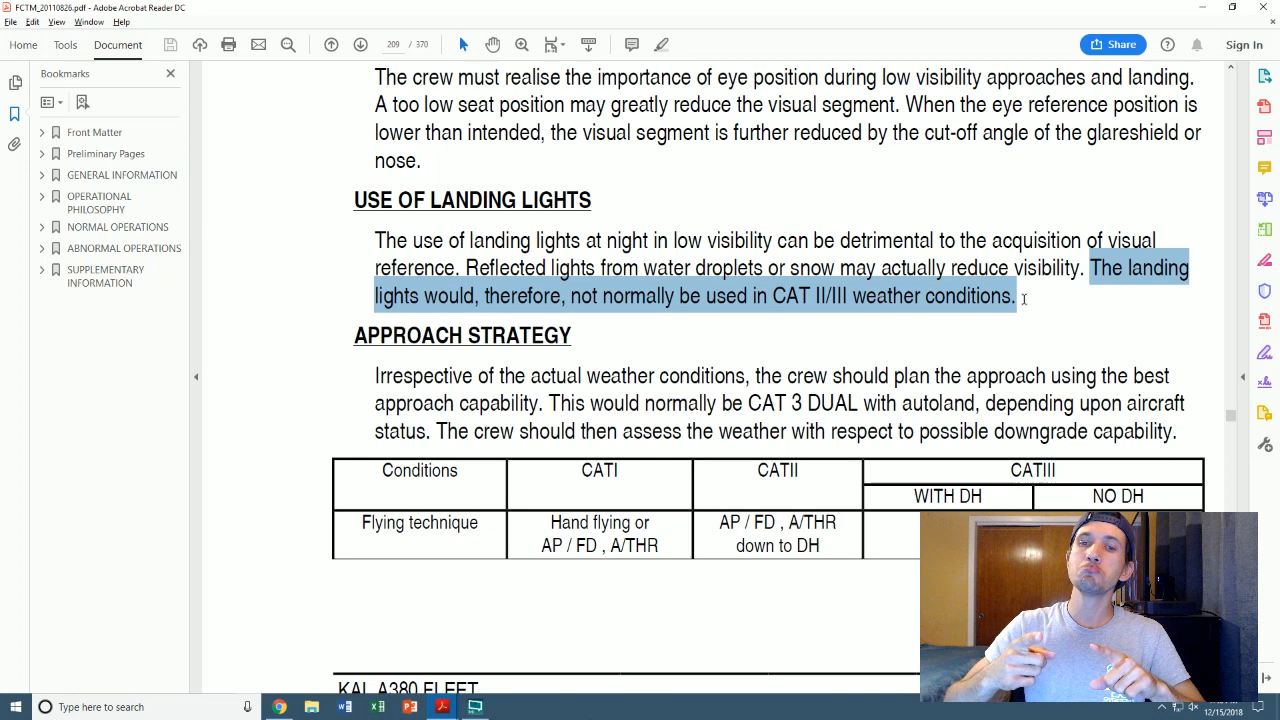 FCTM_20110826.pdf - Adobe Acrobat Reader DC
File Edit View Window Help
Home Tools Document 209 / 370 Share Sign In
Bookmarks
Front Matter
Preliminary Pages
GENERAL INFORMATION
OPERATIONAL
PHILOSOPHY
NORMAL OPERATIONS
ABNORMAL OPERATIONS
SUPPLEMENTARY
INFORMATION
The crew must realise the importance of eye position during low visibility approaches and landing.
A too low seat position may greatly reduce the visual segment. When the eye reference position is
lower than intended, the visual segment is further reduced by the cut-off angle of the glareshield or
nose.
USE OF LANDING LIGHTS
The use of landing lights at night in low visibility can be detrimental to the acquisition of visual
reference. Reflected lights from water droplets or snow may actually reduce visibility. The landing
lights would, therefore, not normally be used in CAT II/III weather conditions.
APPROACH STRATEGY
Irrespective of the actual weather conditions, the crew should plan the approach using the best
approach capability. This would normally be CAT 3 DUAL with autoland, depending upon aircraft
status. The crew should then assess the weather with respect to possible downgrade capability.
Conditions CATI CATII CATIII
WITH DH NO DH
Flying technique Hand flying or AP / FD , A/THR
AP / FD , A/THR down to DH
KAL A380 FLEET
Type here to search
12/15/2018